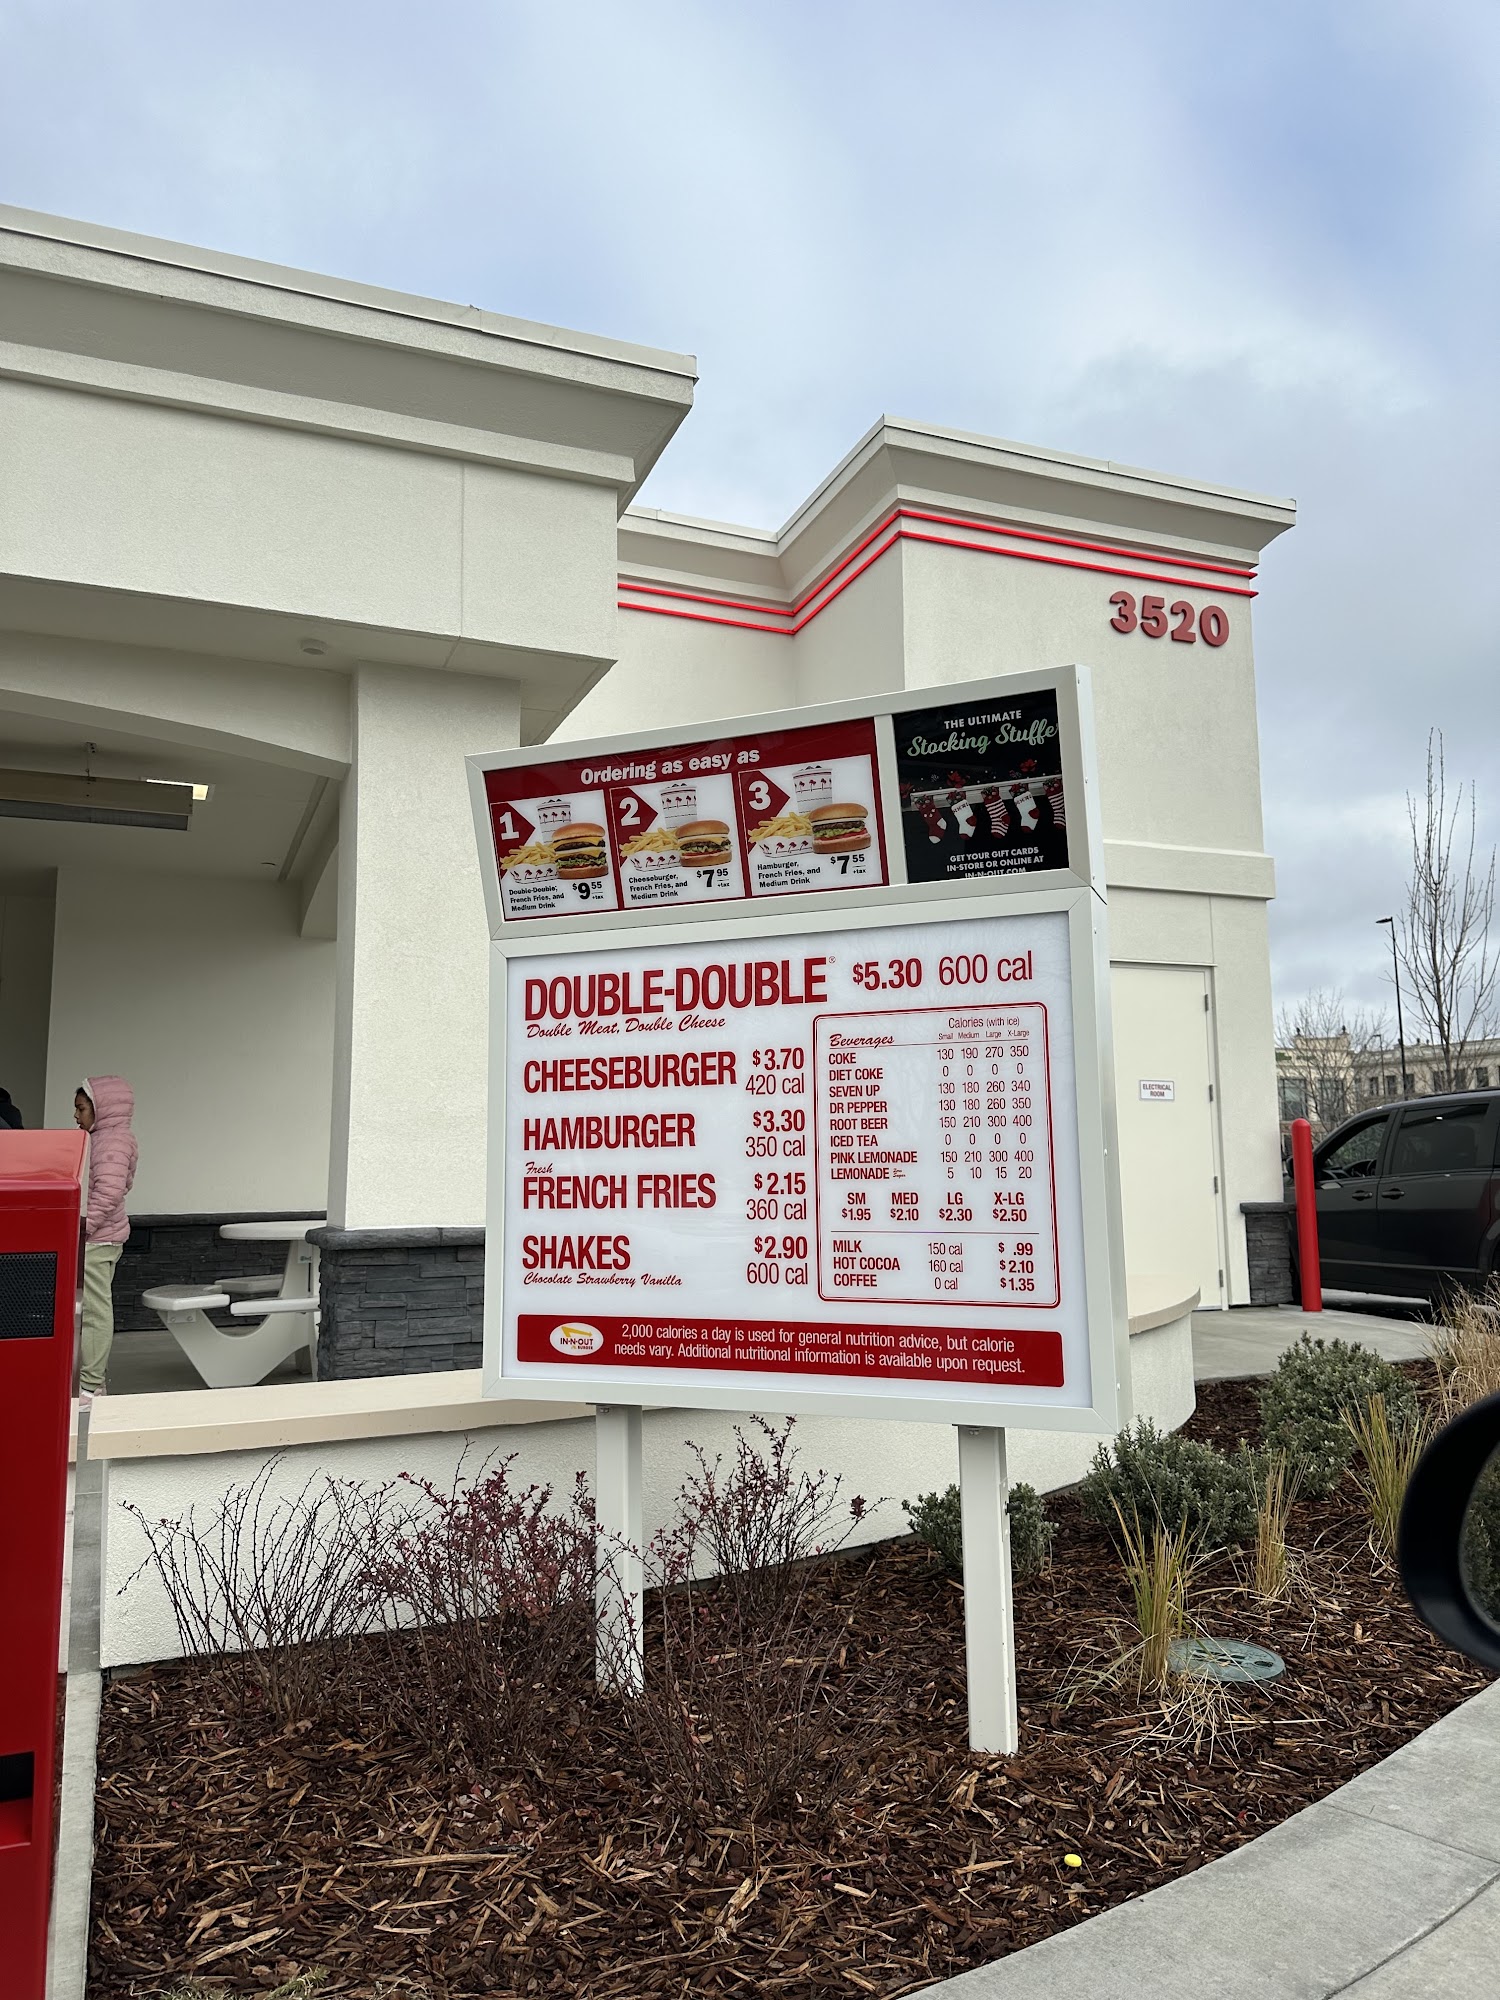 3520
Ordering as easy as
1
Double-Double,
French Fries, and
Medium Drink
$9 55
+tax
2
Cheeseburger,
French Fries, and
Medium Drink
$7 95
+tax
3
Hamburger,
French Fries, and
Medium Drink
$7 55
+tax
THE ULTIMATE
Stocking Stuffe
GET YOUR GIFT CARDS
IN-STORE OR ONLINE AT
IN-N-OUT.COM
DOUBLE-DOUBLE® $5.30 600 cal
Double Meat, Double Cheese
CHEESEBURGER $3.70
420 cal
HAMBURGER $3.30
350 cal
Fresh
FRENCH FRIES $2.15
360 cal
SHAKES $2.90
600 cal
Chocolate Strawberry Vanilla
Calories (with ice)
Beverages Small Medium Large X-Large
COKE 130 190 270 350
DIET COKE 0 0 0 0
SEVEN UP 130 180 260 340
DR PEPPER 130 180 260 350
ROOT BEER 150 210 300 400
ICED TEA 0 0 0 0
PINK LEMONADE 150 210 300 400
LEMONADE 5 10 15 20
SM MED LG X-LG
$1.95 $2.10 $2.30 $2.50
MILK 150 cal $ .99
HOT COCOA 160 cal $2.10
COFFEE 0 cal $1.35
IN-N-OUT
BURGER
2,000 calories a day is used for general nutrition advice, but calorie
needs vary. Additional nutritional information is available upon request.
ELECTRICAL
ROOM